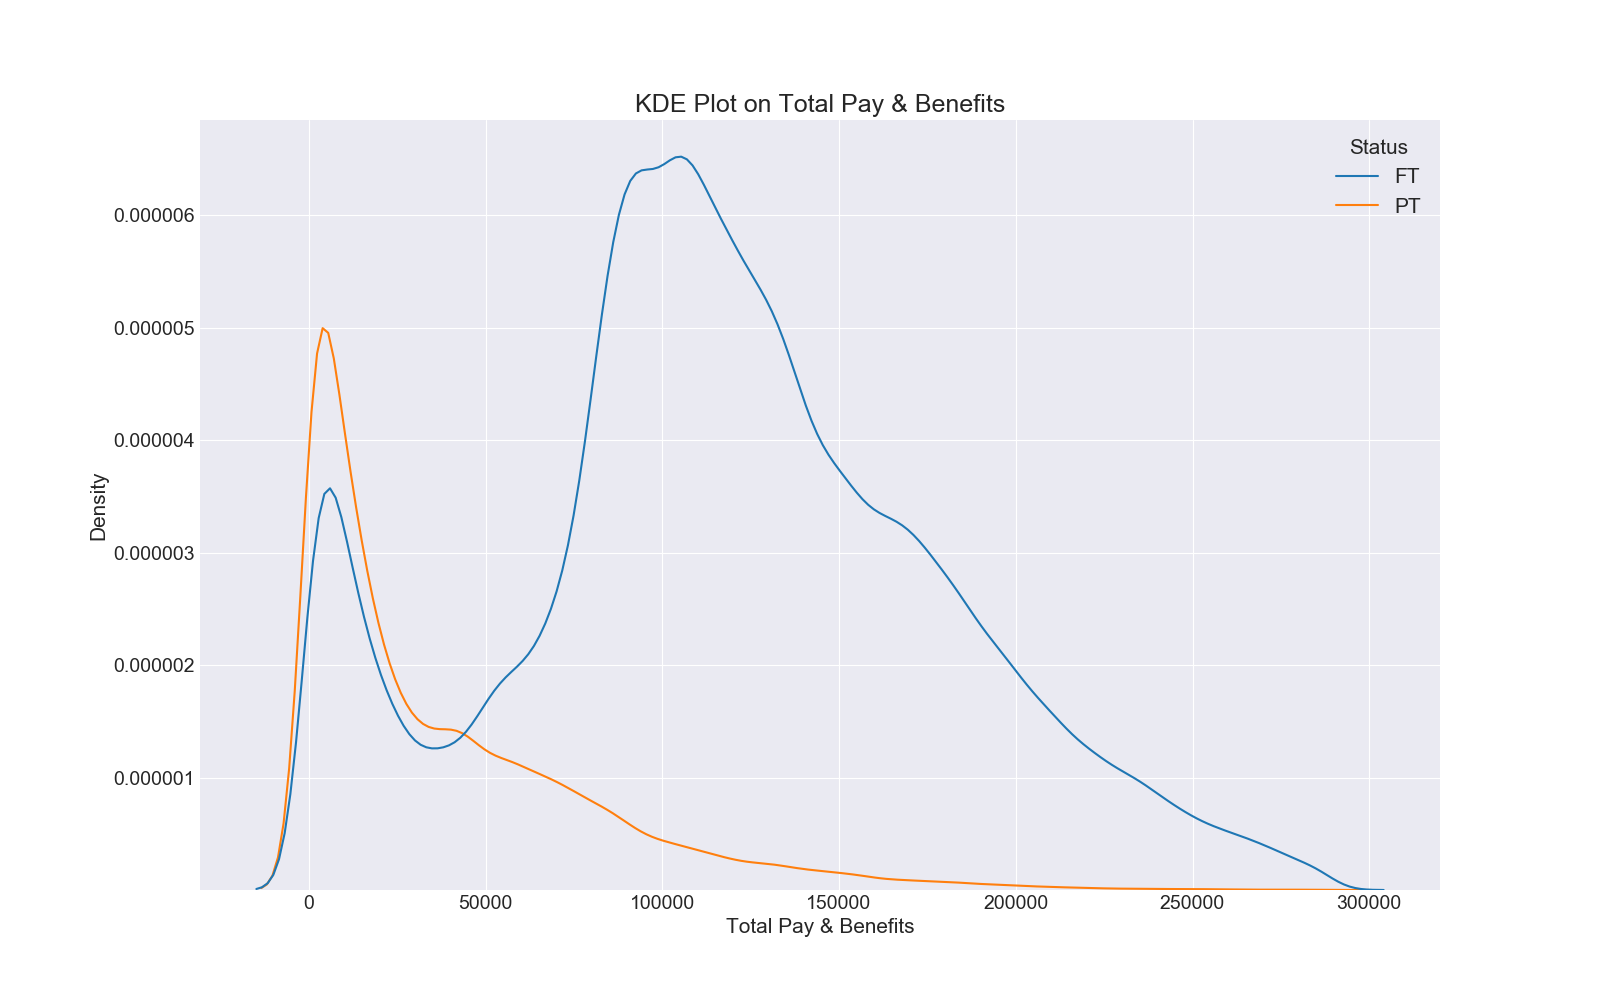 KDE Plot on Total Pay & Benefits
Status
FT
PT
0.000006
0.000005
0.000004
0.000003
0.000002
0.000001
Density
0 50000 100000 150000 200000 250000 300000
Total Pay & Benefits